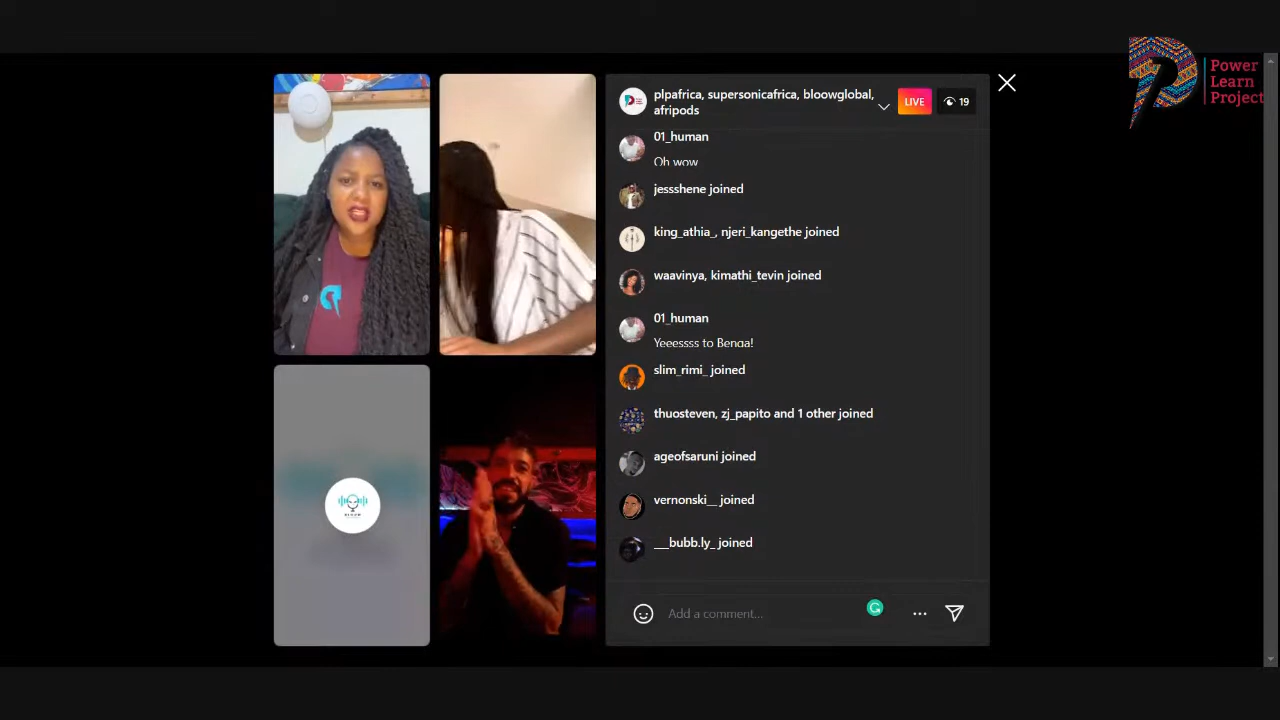 Power
Learn
Project
plpafrica, supersonicafrica, bloowglobal,
afripods
LIVE
19
01_human
Oh wow
jessshene joined
king_athia_, njeri_kangethe joined
waavinya, kimathi_tevin joined
01_human
Yeeessss to Benga!
slim_rimi_ joined
thuosteven, zj_papito and 1 other joined
ageofsaruni joined
vernonski__ joined
___bubb.ly_ joined
Add a comment...